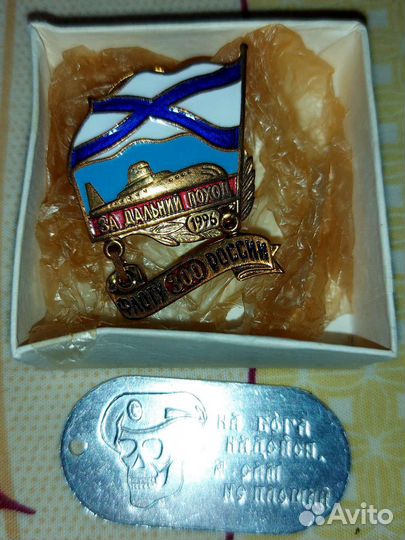 ЗА ДАЛЬНИЙ ПОХОД
1996
ФЛОТУ 300 РОССИИ
НА БОГА
НАДЕЙСЯ,
А САМ
НЕ ПЛОШАЙ
Avito